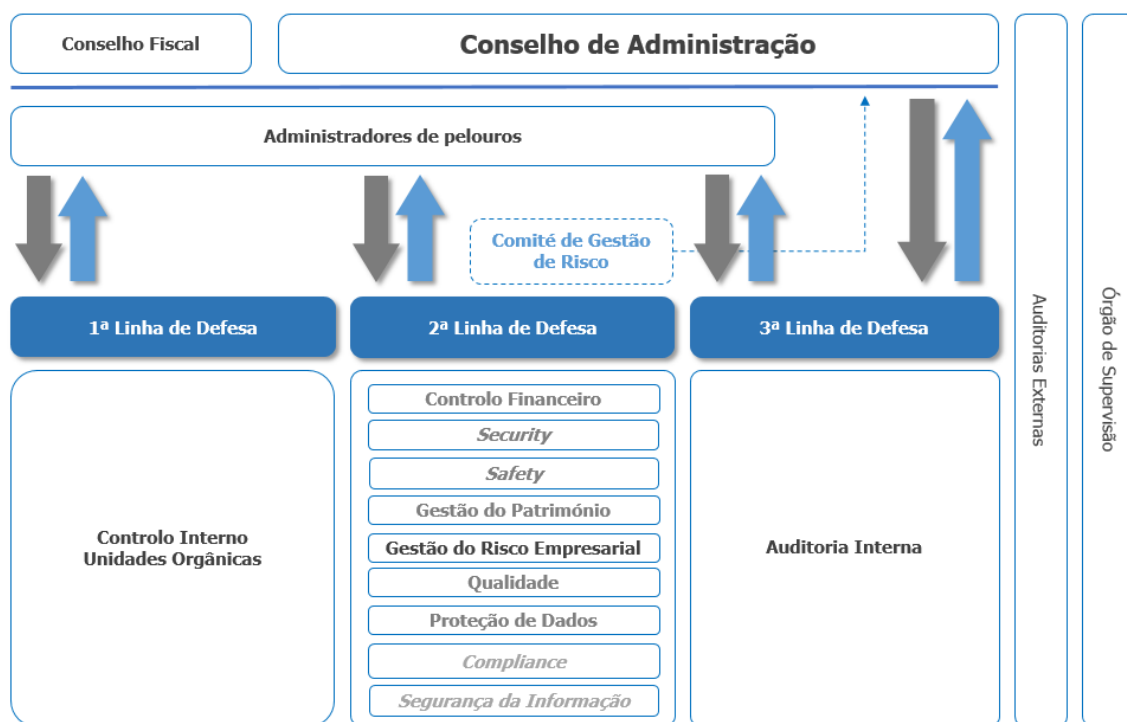 Conselho Fiscal
Conselho de Administração
Administradores de pelouros
Comité de Gestão
de Risco
1ª Linha de Defesa
2ª Linha de Defesa
3ª Linha de Defesa
Controlo Interno
Unidades Orgânicas
Controlo Financeiro
Security
Safety
Gestão do Património
Gestão do Risco Empresarial
Qualidade
Proteção de Dados
Compliance
Segurança da Informação
Auditoria Interna
Auditorias Externas
Órgão de Supervisão